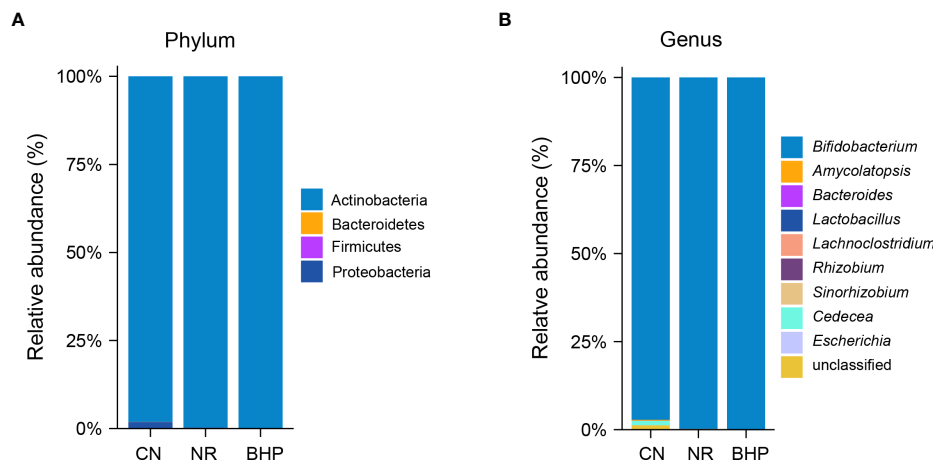 A
Phylum
Relative abundance (%)
100%
75%
50%
25%
0%
CN NR BHP
Actinobacteria
Bacteroidetes
Firmicutes
Proteobacteria
B
Genus
Relatve abundance (%)
100%
75%
50%
25%
0%
CN NR BHP
Bifidobacterium
Amycolatopsis
Bacteroides
Lactobacillus
Lachnoclostridium
Rhizobium
Sinorhizobium
Cedecea
Escherichia
unclassified